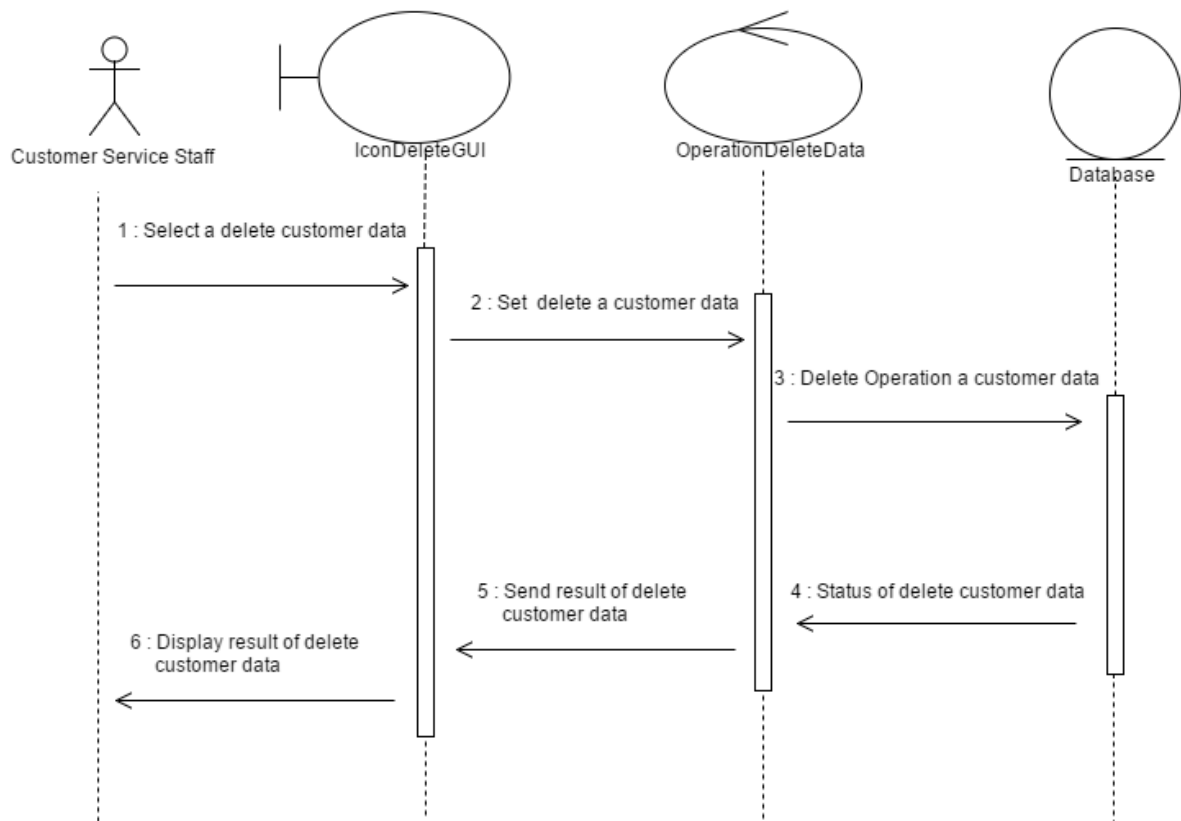 Customer Service Staff
IconDeleteGUI
OperationDeleteData
Database
1 : Select a delete customer data
2 : Set delete a customer data
3 : Delete Operation a customer data
4 : Status of delete customer data
5 : Send result of delete
customer data
6 : Display result of delete
customer data